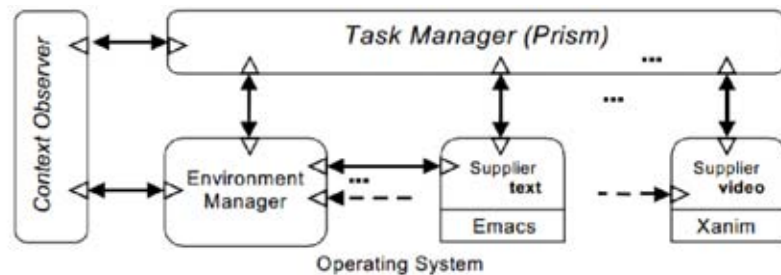 Context Observer
Task Manager (Prism)
...
...
Environment
Manager
...
Supplier
text
Emacs
Supplier
video
Xanim
Operating System